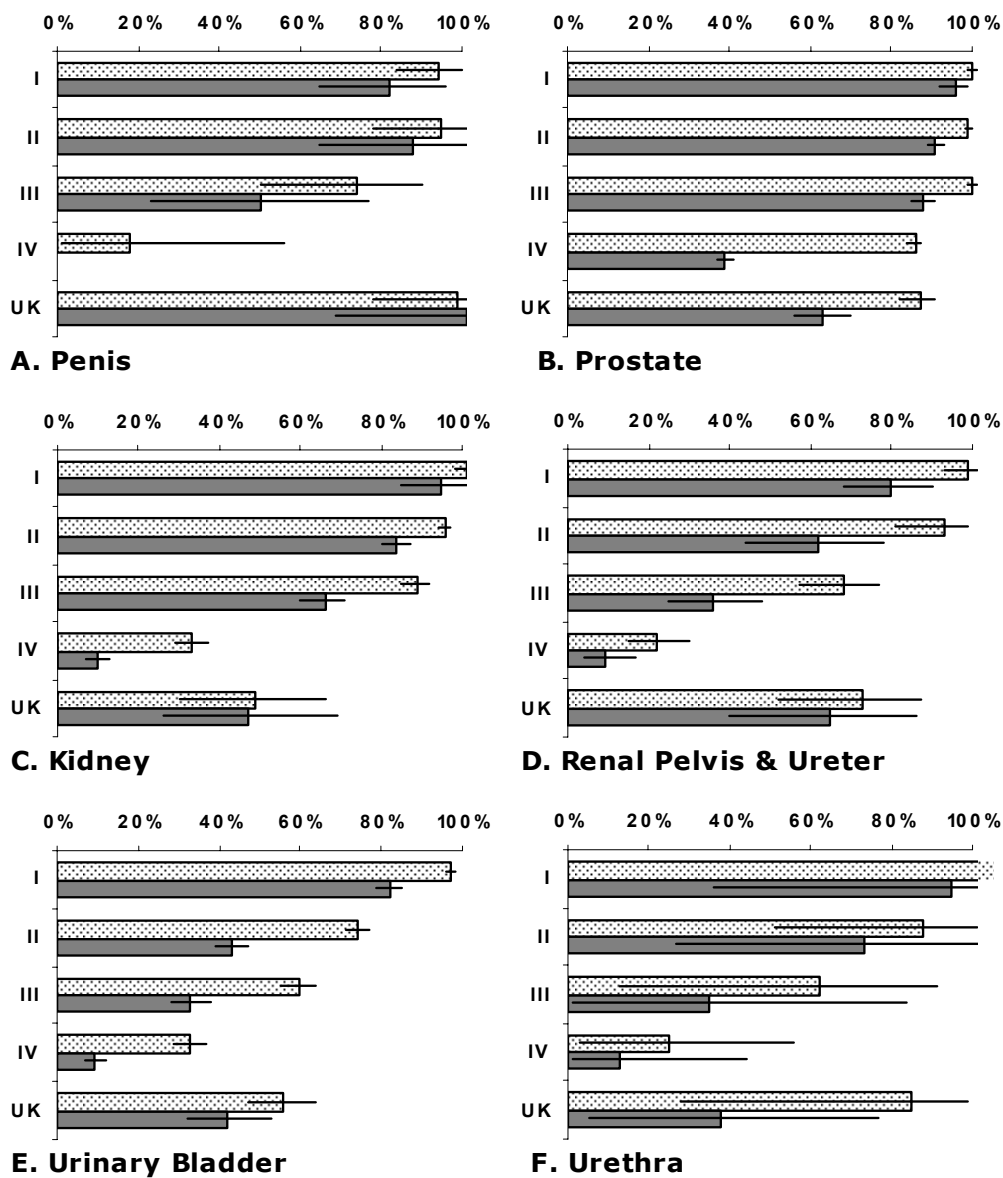 0% 20% 40% 60% 80% 100%
I
II
III
IV
UK
A. Penis
0% 20% 40% 60% 80% 100%
I
II
III
IV
UK
B. Prostate
0% 20% 40% 60% 80% 100%
I
II
III
IV
UK
C. Kidney
0% 20% 40% 60% 80% 100%
I
II
III
IV
UK
D. Renal Pelvis & Ureter
0% 20% 40% 60% 80% 100%
I
II
III
IV
UK
E. Urinary Bladder
0% 20% 40% 60% 80% 100%
I
II
III
IV
UK
F. Urethra